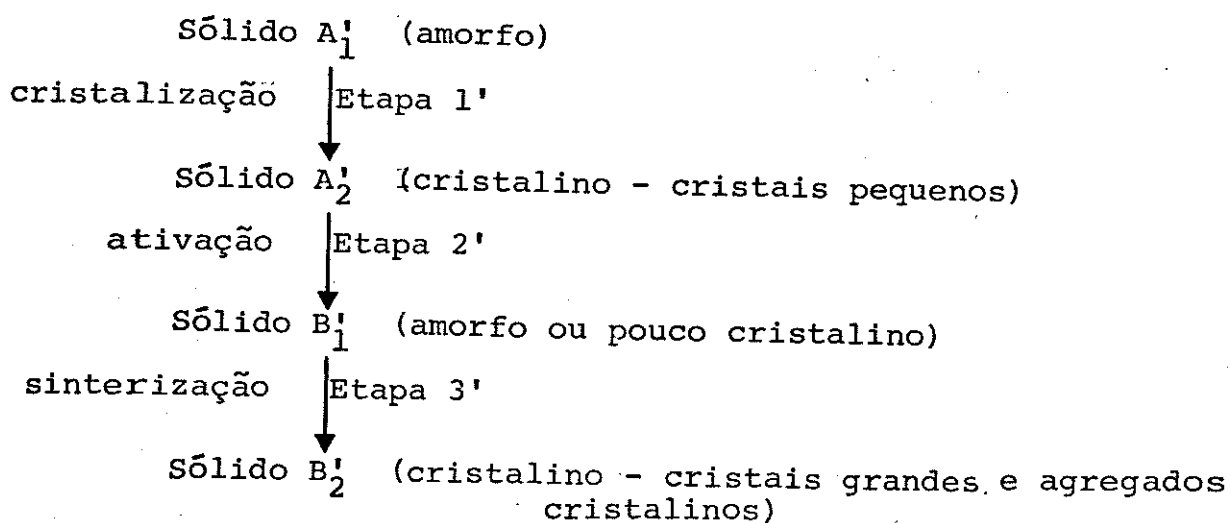 Sólido A'₁ (amorfo)
cristalização Etapa 1'
Sólido A'₂ (cristalino - cristais pequenos)
ativação Etapa 2'
Sólido B'₁ (amorfo ou pouco cristalino)
sinterização Etapa 3'
Sólido B'₂ (cristalino - cristais grandes e agregados
cristalinos)